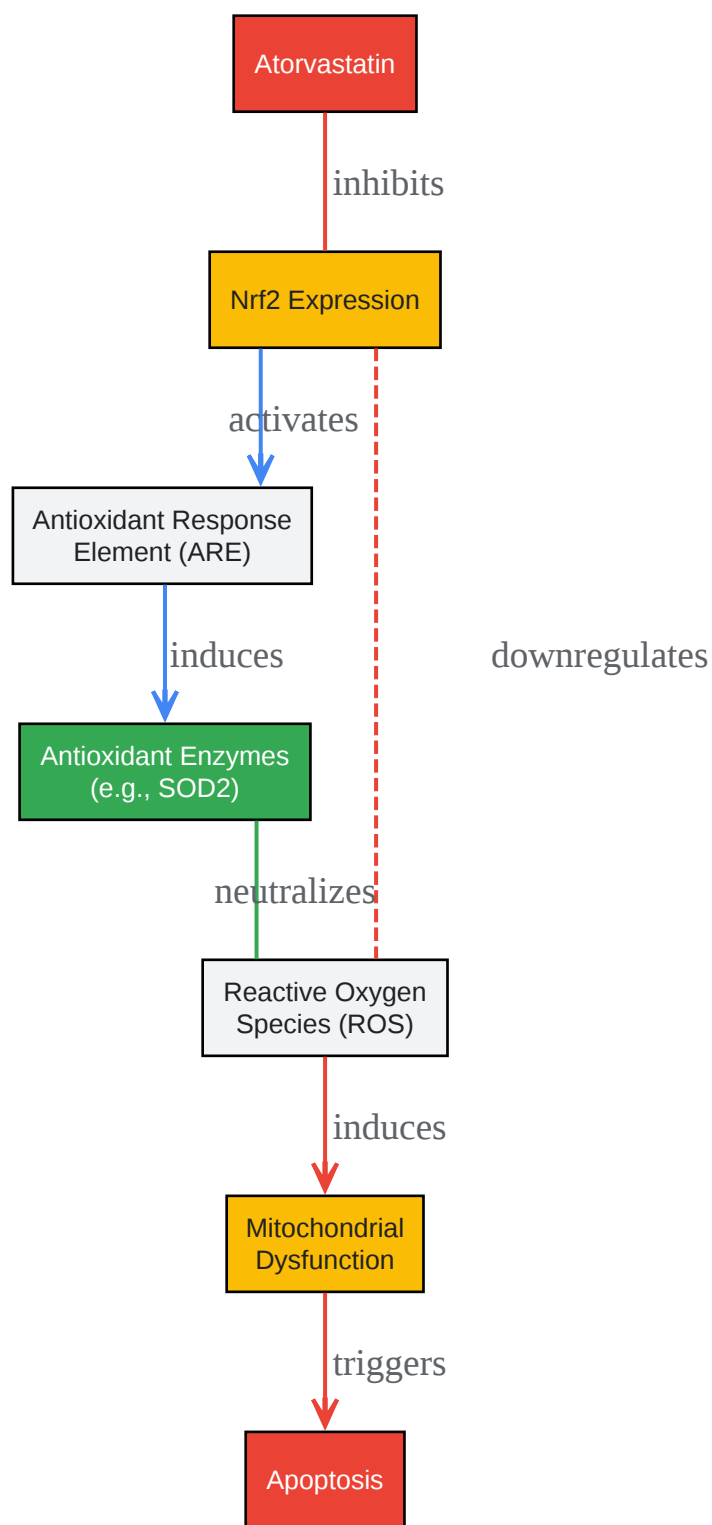 Atorvastatin
inhibits
Nrf2 Expression
activates
Antioxidant Response
Element (ARE)
induces
downregulates
Antioxidant Enzymes
(e.g., SOD2)
neutralizes
Reactive Oxygen
Species (ROS)
induces
Mitochondrial
Dysfunction
triggers
Apoptosis